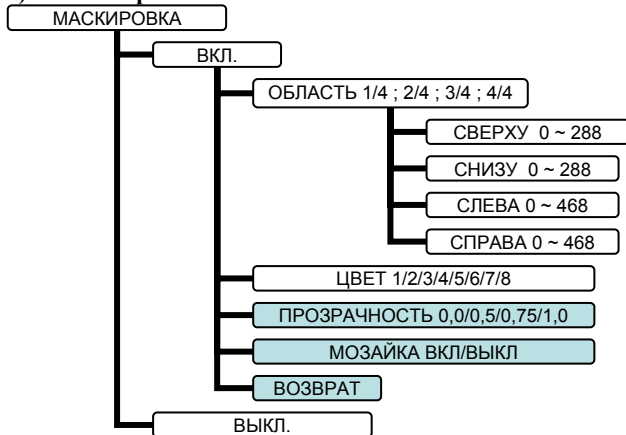 МАСКИРОВКА
ВКЛ.
ОБЛАСТЬ 1/4 ; 2/4 ; 3/4 ; 4/4
СВЕРХУ 0 ~ 288
СНИЗУ 0 ~ 288
СЛЕВА 0 ~ 468
СПРАВА 0 ~ 468
ЦВЕТ 1/2/3/4/5/6/7/8
ПРОЗРАЧНОСТЬ 0,0/0,5/0,75/1,0
МОЗАЙКА ВКЛ/ВЫКЛ
ВОЗВРАТ
ВЫКЛ.